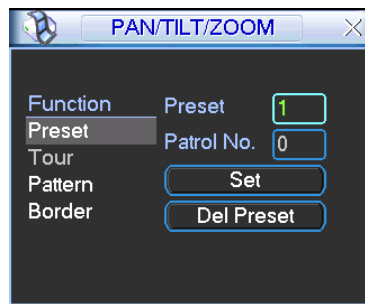 PAN/TILT/ZOOM
Function
Preset
Tour
Pattern
Border
Preset 1
Patrol No. 0
Set
Del Preset